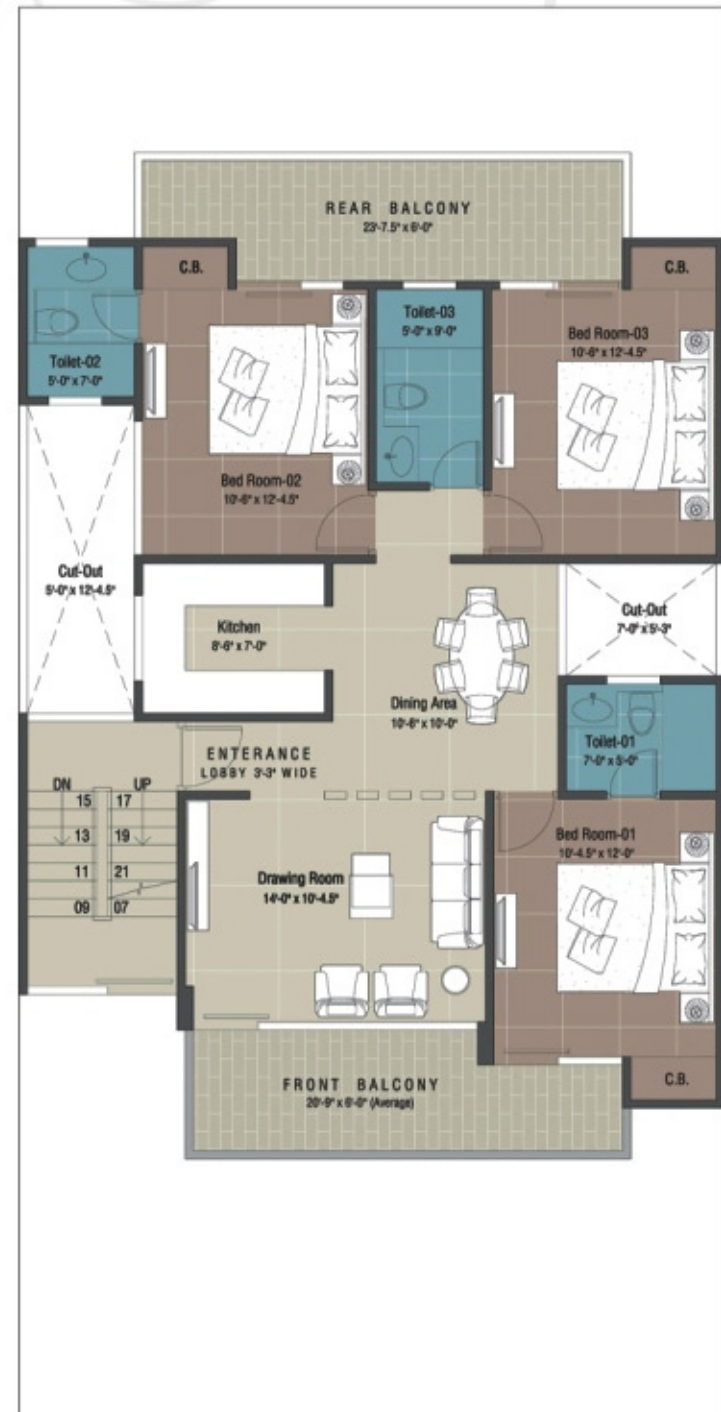 REAR BALCONY
23'-7.5" x 6'-0"
C.B.
C.B.
Toilet-03
5'-0" x 9'-0"
Bed Room-03
10'-6" x 12'-4.5"
Toilet-02
5'-0" x 7'-0"
Bed Room-02
10'-6" x 12'-4.5"
Cut-Out
5'-0" x 12'-4.5"
Kitchen
8'-6" x 7'-0"
Cut-Out
7'-0" x 5'-3"
Dining Area
10'-6" x 10'-0"
Toilet-01
7'-0" x 5'-0"
ENTERANCE
LOBBY 3'-3" WIDE
DN UP
15 17
13 19
11 21
09 07
Bed Room-01
10'-4.5" x 12'-0"
Drawing Room
14'-0" x 10'-4.5"
C.B.
FRONT BALCONY
20'-9" x 6'-0" (Average)